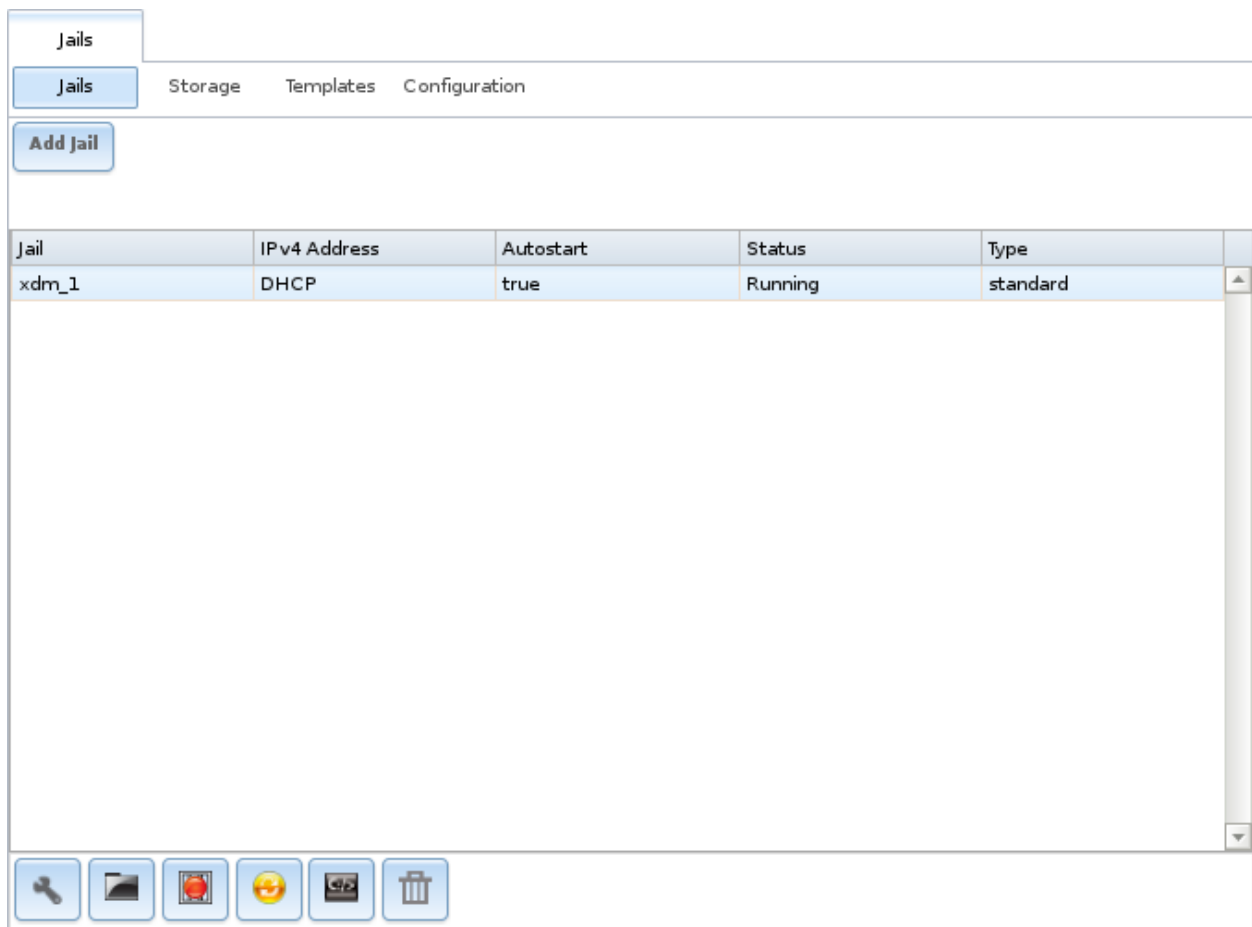 Jails
Jails Storage Templates Configuration
Add Jail
Jail IPv4 Address Autostart Status Type
xdm_1 DHCP true Running standard